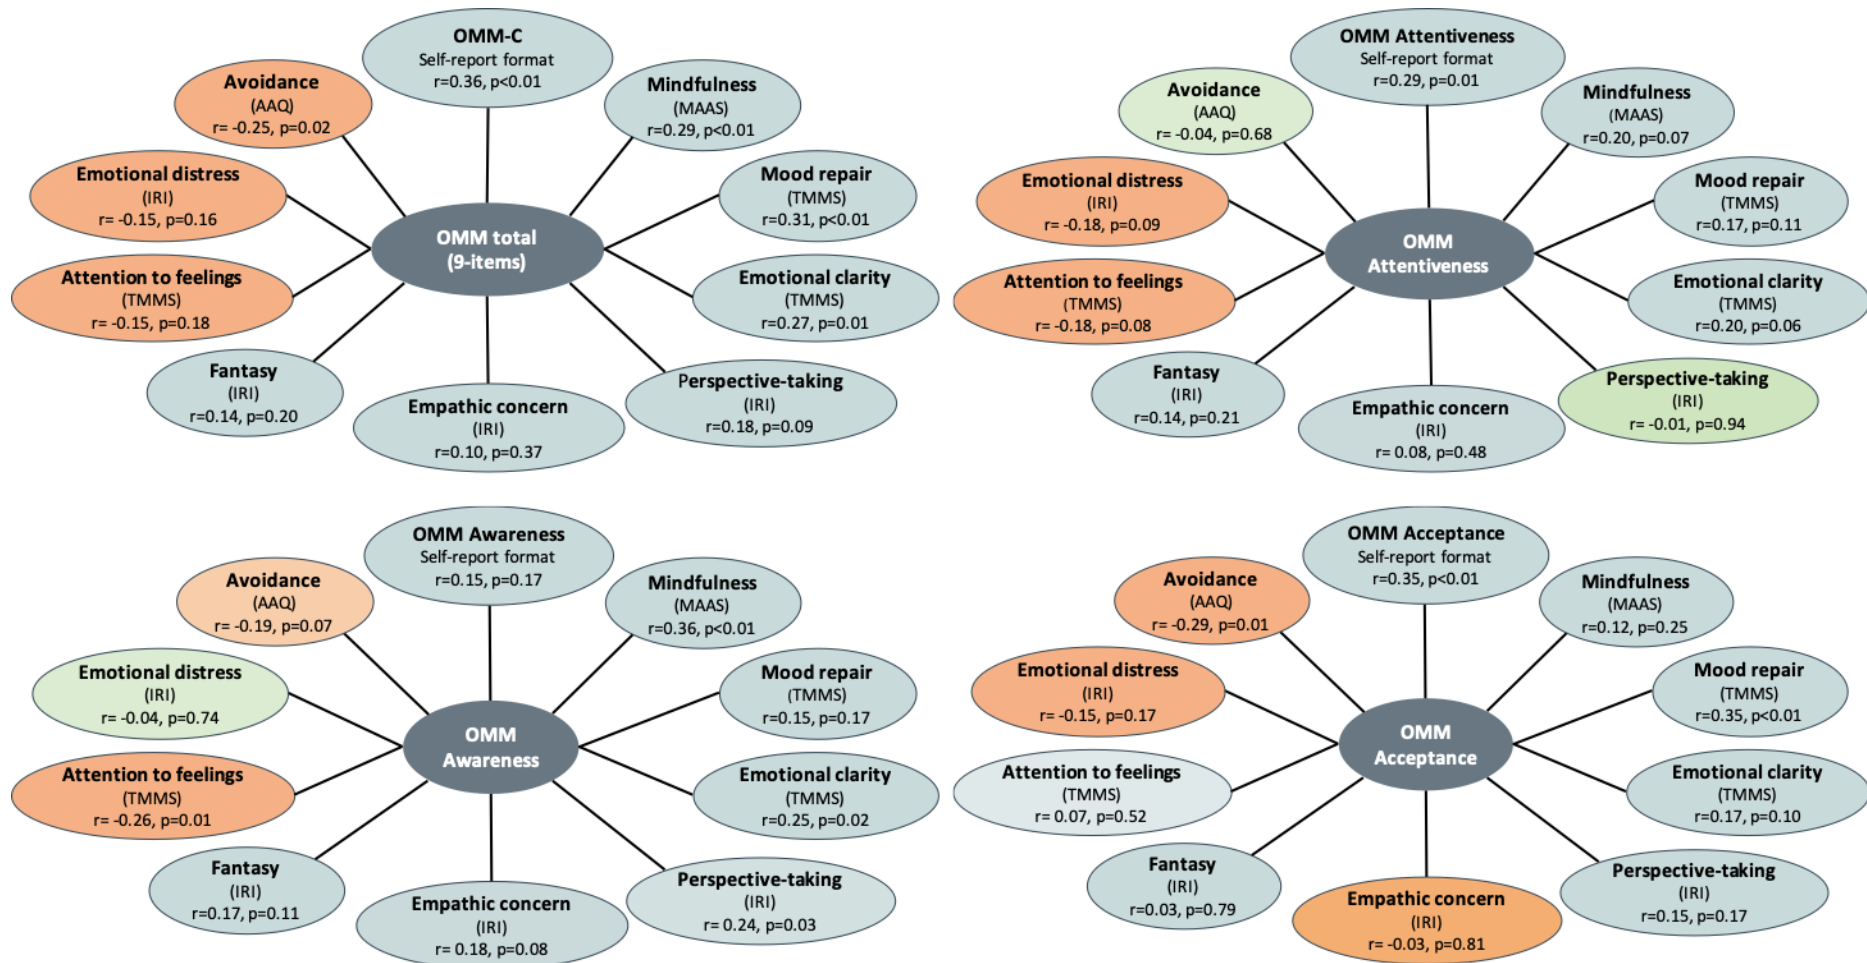 OMM-C
Self-report format
r=0.36, p<0.01
Avoidance
(AAQ)
r= -0.25, p=0.02
Mindfulness
(MAAS)
r=0.29, p<0.01
Emotional distress
(IRI)
r= -0.15, p=0.16
Mood repair
(TMMS)
r=0.31, p<0.01
OMM total
(9-items)
Attention to feelings
(TMMS)
r= -0.15, p=0.18
Emotional clarity
(TMMS)
r=0.27, p=0.01
Fantasy
(IRI)
r=0.14, p=0.20
Empathic concern
(IRI)
r=0.10, p=0.37
Perspective-taking
(IRI)
r=0.18, p=0.09
OMM Attentiveness
Self-report format
r=0.29, p=0.01
Avoidance
(AAQ)
r= -0.04, p=0.68
Mindfulness
(MAAS)
r=0.20, p=0.07
Emotional distress
(IRI)
r= -0.18, p=0.09
Mood repair
(TMMS)
r=0.17, p=0.11
OMM
Attentiveness
Attention to feelings
(TMMS)
r= -0.18, p=0.08
Emotional clarity
(TMMS)
r=0.20, p=0.06
Fantasy
(IRI)
r=0.14, p=0.21
Empathic concern
(IRI)
r= 0.08, p=0.48
Perspective-taking
(IRI)
r= -0.01, p=0.94
OMM Awareness
Self-report format
r=0.15, p=0.17
Avoidance
(AAQ)
r= -0.19, p=0.07
Mindfulness
(MAAS)
r=0.36, p<0.01
Emotional distress
(IRI)
r= -0.04, p=0.74
Mood repair
(TMMS)
r=0.15, p=0.17
OMM
Awareness
Attention to feelings
(TMMS)
r= -0.26, p=0.01
Emotional clarity
(TMMS)
r=0.25, p=0.02
Fantasy
(IRI)
r=0.17, p=0.11
Empathic concern
(IRI)
r= 0.18, p=0.08
Perspective-taking
(IRI)
r= 0.24, p=0.03
OMM Acceptance
Self-report format
r=0.35, p<0.01
Avoidance
(AAQ)
r= -0.29, p=0.01
Mindfulness
(MAAS)
r=0.12, p=0.25
Emotional distress
(IRI)
r= -0.15, p=0.17
Mood repair
(TMMS)
r=0.35, p<0.01
OMM
Acceptance
Attention to feelings
(TMMS)
r= 0.07, p=0.52
Emotional clarity
(TMMS)
r=0.17, p=0.10
Fantasy
(IRI)
r=0.03, p=0.79
Empathic concern
(IRI)
r= -0.03, p=0.81
Perspective-taking
(IRI)
r=0.15, p=0.17